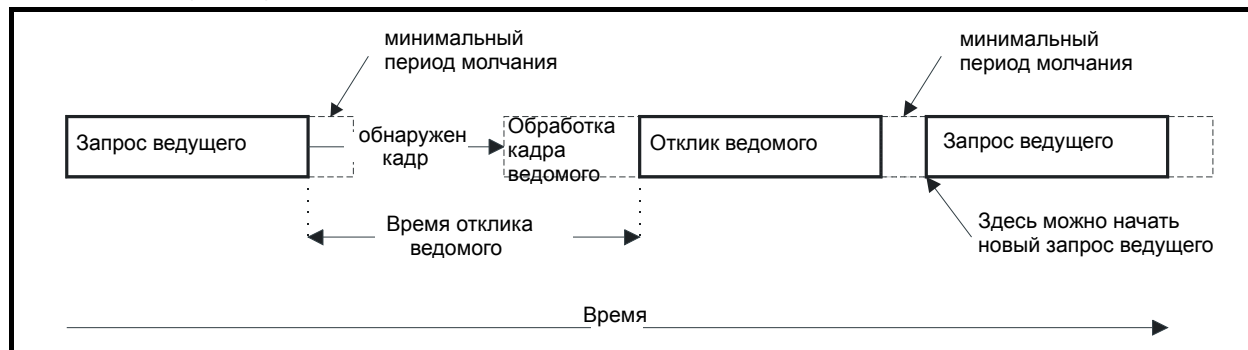 минимальный
период молчания
минимальный
период молчания
Запрос ведущего
обнаружен
кадр
Обработка
кадра
ведомого
Отклик ведомого
Запрос ведущего
Время отклика
ведомого
Здесь можно начать
новый запрос ведущего
Время